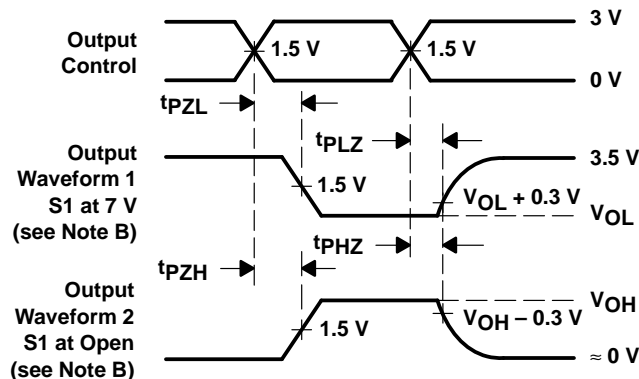 Output
Control
1.5 V
1.5 V
3 V
0 V
tPZL
tPLZ
Output
Waveform 1
S1 at 7 V
(see Note B)
1.5 V
3.5 V
VOL + 0.3 V
VOL
tPHZ
tPZH
Output
Waveform 2
S1 at Open
(see Note B)
1.5 V
VOH
VOH – 0.3 V
≈ 0 V